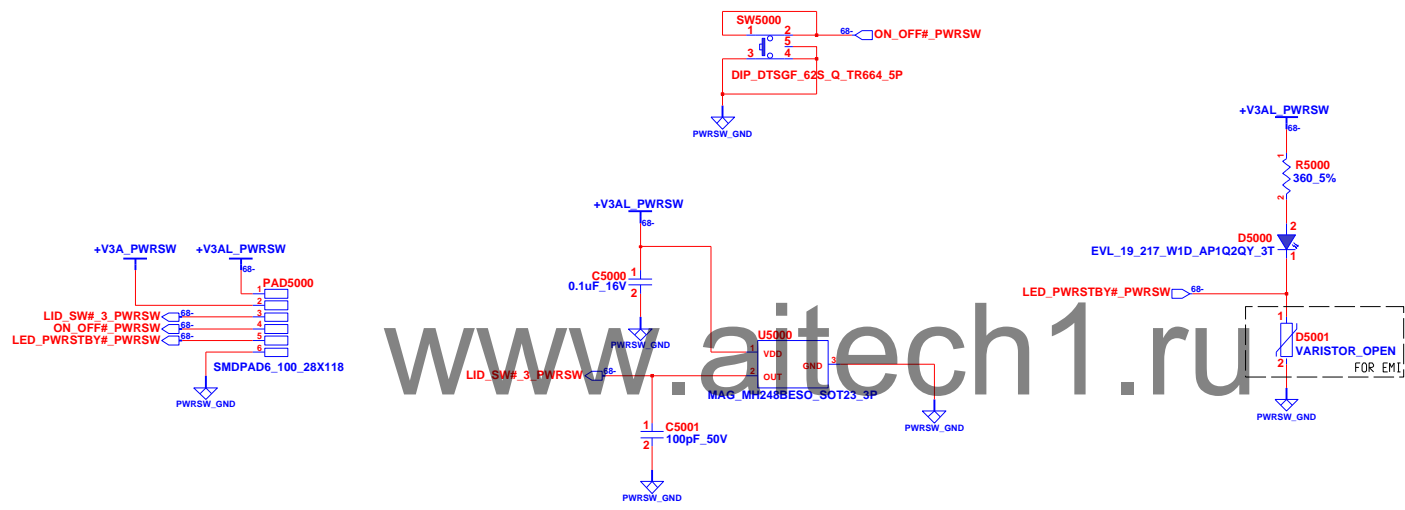 SW5000
1 2
5
3 4
68- ON_OFF#_PWRSW
DIP_DTSGF_62S_Q_TR664_5P
PWRSW_GND
+V3AL_PWRSW
68-
1
R5000
360_5%
2
2
D5000
EVL_19_217_W1D_AP1Q2QY_3T
1
LED_PWRSTBY#_PWRSW 68-
1
D5001
VARISTOR_OPEN
2
FOR EMI
PWRSW_GND
+V3AL_PWRSW
68-
1
C5000
0.1uF_16V
2
PWRSW_GND
U5000
1 VDD
GND 3
2 OUT
MAG_MH248BESO_SOT23_3P
LID_SW#_3_PWRSW 68-
PWRSW_GND
1 C5001
2 100pF_50V
PWRSW_GND
+V3A_PWRSW +V3AL_PWRSW
68-
PAD5000
1
2
LID_SW#_3_PWRSW 68- 3
ON_OFF#_PWRSW 68- 4
LED_PWRSTBY#_PWRSW 68- 5
6
SMDPAD6_100_28X118
PWRSW_GND
www.aitech1.ru